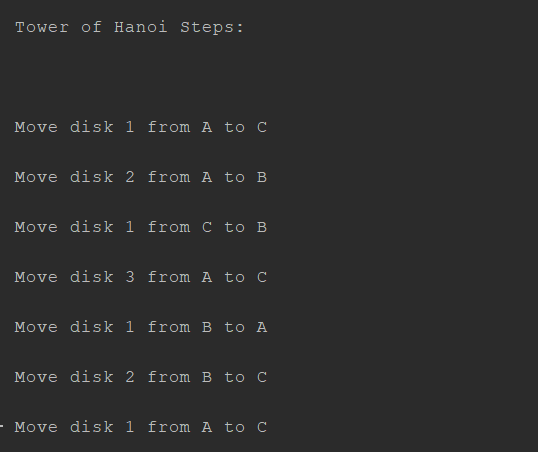 Tower of Hanoi Steps:
Move disk 1 from A to C
Move disk 2 from A to B
Move disk 1 from C to B
Move disk 3 from A to C
Move disk 1 from B to A
Move disk 2 from B to C
Move disk 1 from A to C